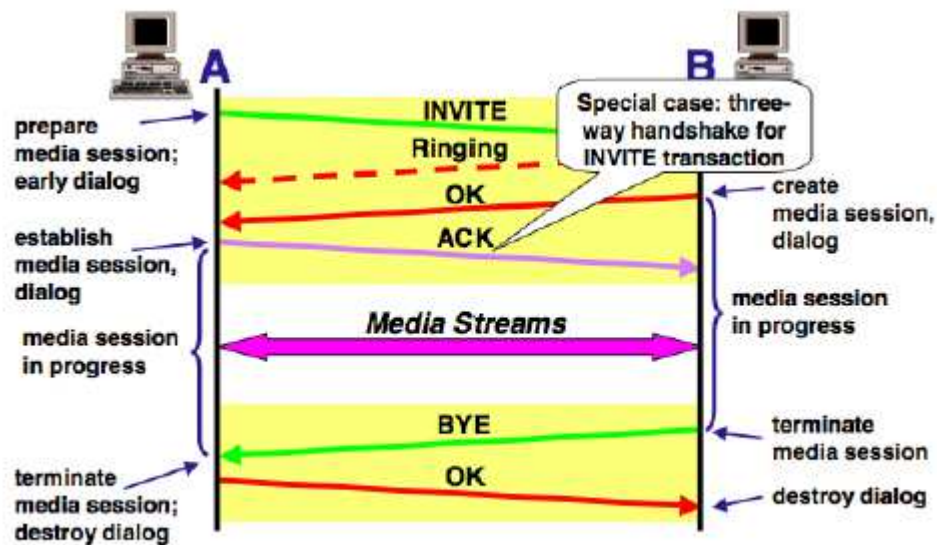 A
B
INVITE
Special case: three-
way handshake for
INVITE transaction
prepare
media session;
early dialog
Ringing
OK
create
media session,
dialog
ACK
establish
media session,
dialog
Media Streams
media session
in progress
media session
in progress
BYE
terminate
media session
OK
terminate
media session;
destroy dialog
destroy dialog